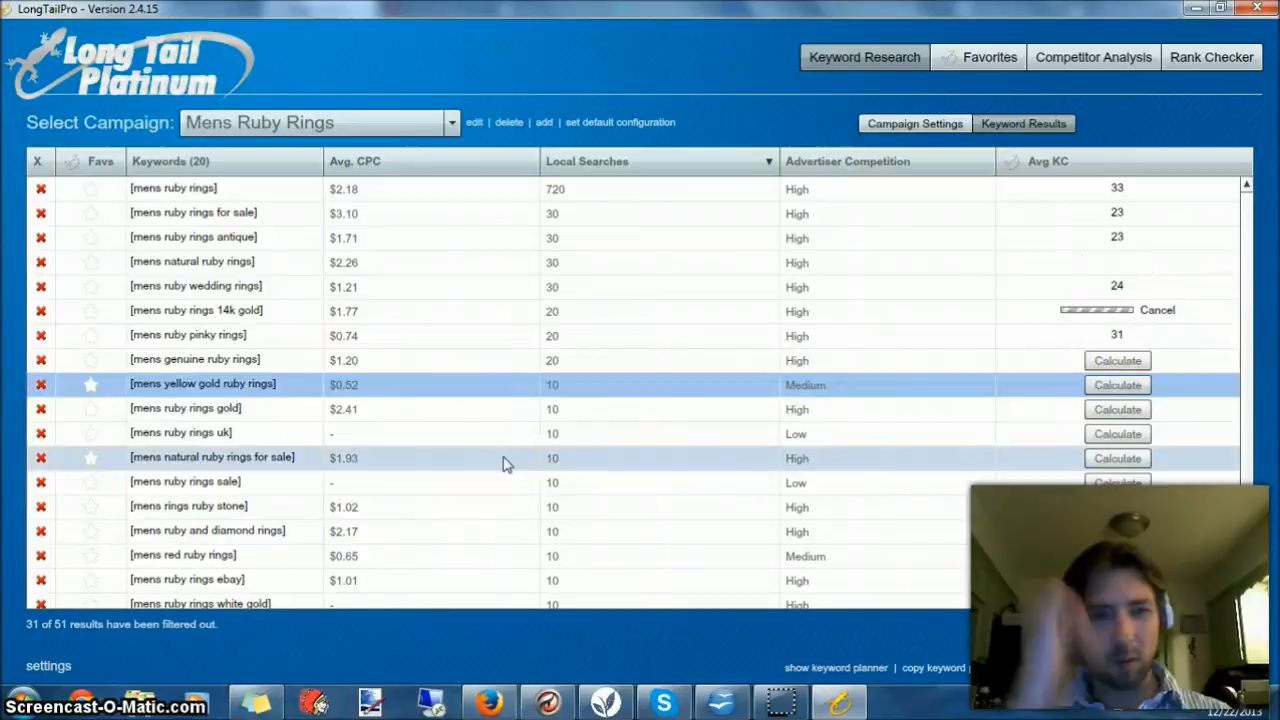 LongTailPro - Version 2.4.15
Long Tail Platinum
Keyword Research Favorites Competitor Analysis Rank Checker
Select Campaign: Mens Ruby Rings edit | delete | add | set default configuration Campaign Settings Keyword Results
X Favs Keywords (20) Avg. CPC Local Searches Advertiser Competition Avg KC
[mens ruby rings] $2.18 720 High 33
[mens ruby rings for sale] $3.10 30 High 23
[mens ruby rings antique] $1.71 30 High 23
[mens natural ruby rings] $2.26 30 High
[mens ruby wedding rings] $1.21 30 High 24
[mens ruby rings 14k gold] $1.77 20 High Cancel
[mens ruby pinky rings] $0.74 20 High 31
[mens genuine ruby rings] $1.20 20 High Calculate
[mens yellow gold ruby rings] $0.52 10 Medium Calculate
[mens ruby rings gold] $2.41 10 High Calculate
[mens ruby rings uk] - 10 Low Calculate
[mens natural ruby rings for sale] $1.93 10 High Calculate
[mens ruby rings sale] - 10 Low Calculate
[mens rings ruby stone] $1.02 10 High
[mens ruby and diamond rings] $2.17 10 High
[mens red ruby rings] $0.65 10 Medium
[mens ruby rings ebay] $1.01 10 High
[mens ruby rings white gold] - 10 High
31 of 51 results have been filtered out.
settings show keyword planner | copy keyword
Screencast-O-Matic.com 12/22/2013